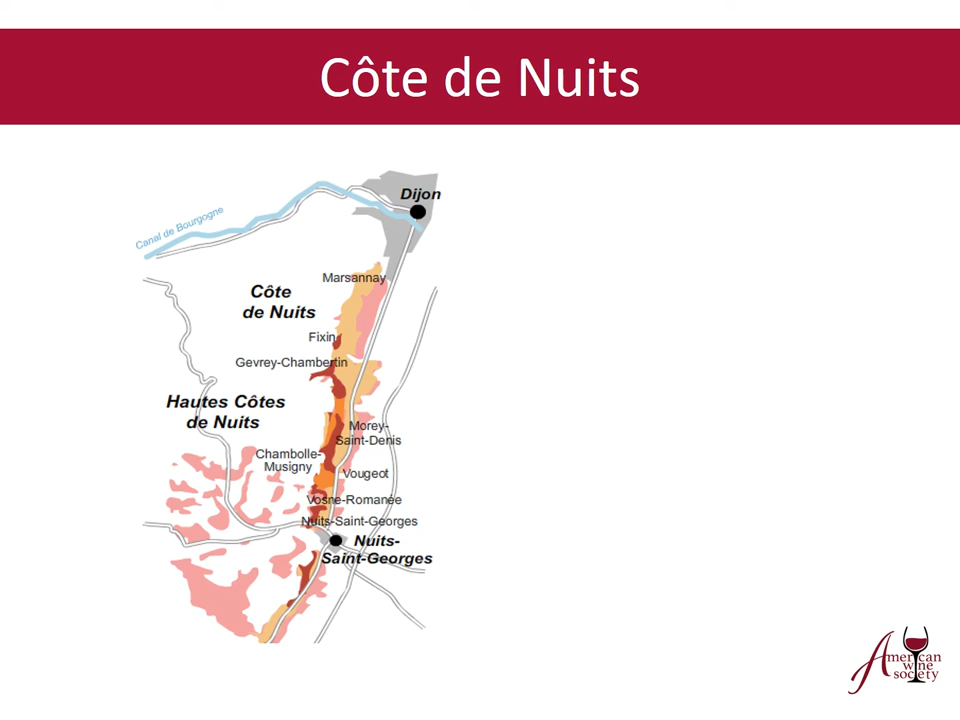 Côte de Nuits
Dijon
Canal de Bourgogne
Marsannay
Côte
de Nuits
Fixin
Gevrey-Chambertin
Hautes Côtes
de Nuits
Morey-
Saint-Denis
Chambolle-
Musigny
Vougeot
Vosne-Romanée
Nuits-Saint-Georges
Nuits-
Saint-Georges
American
wine
society